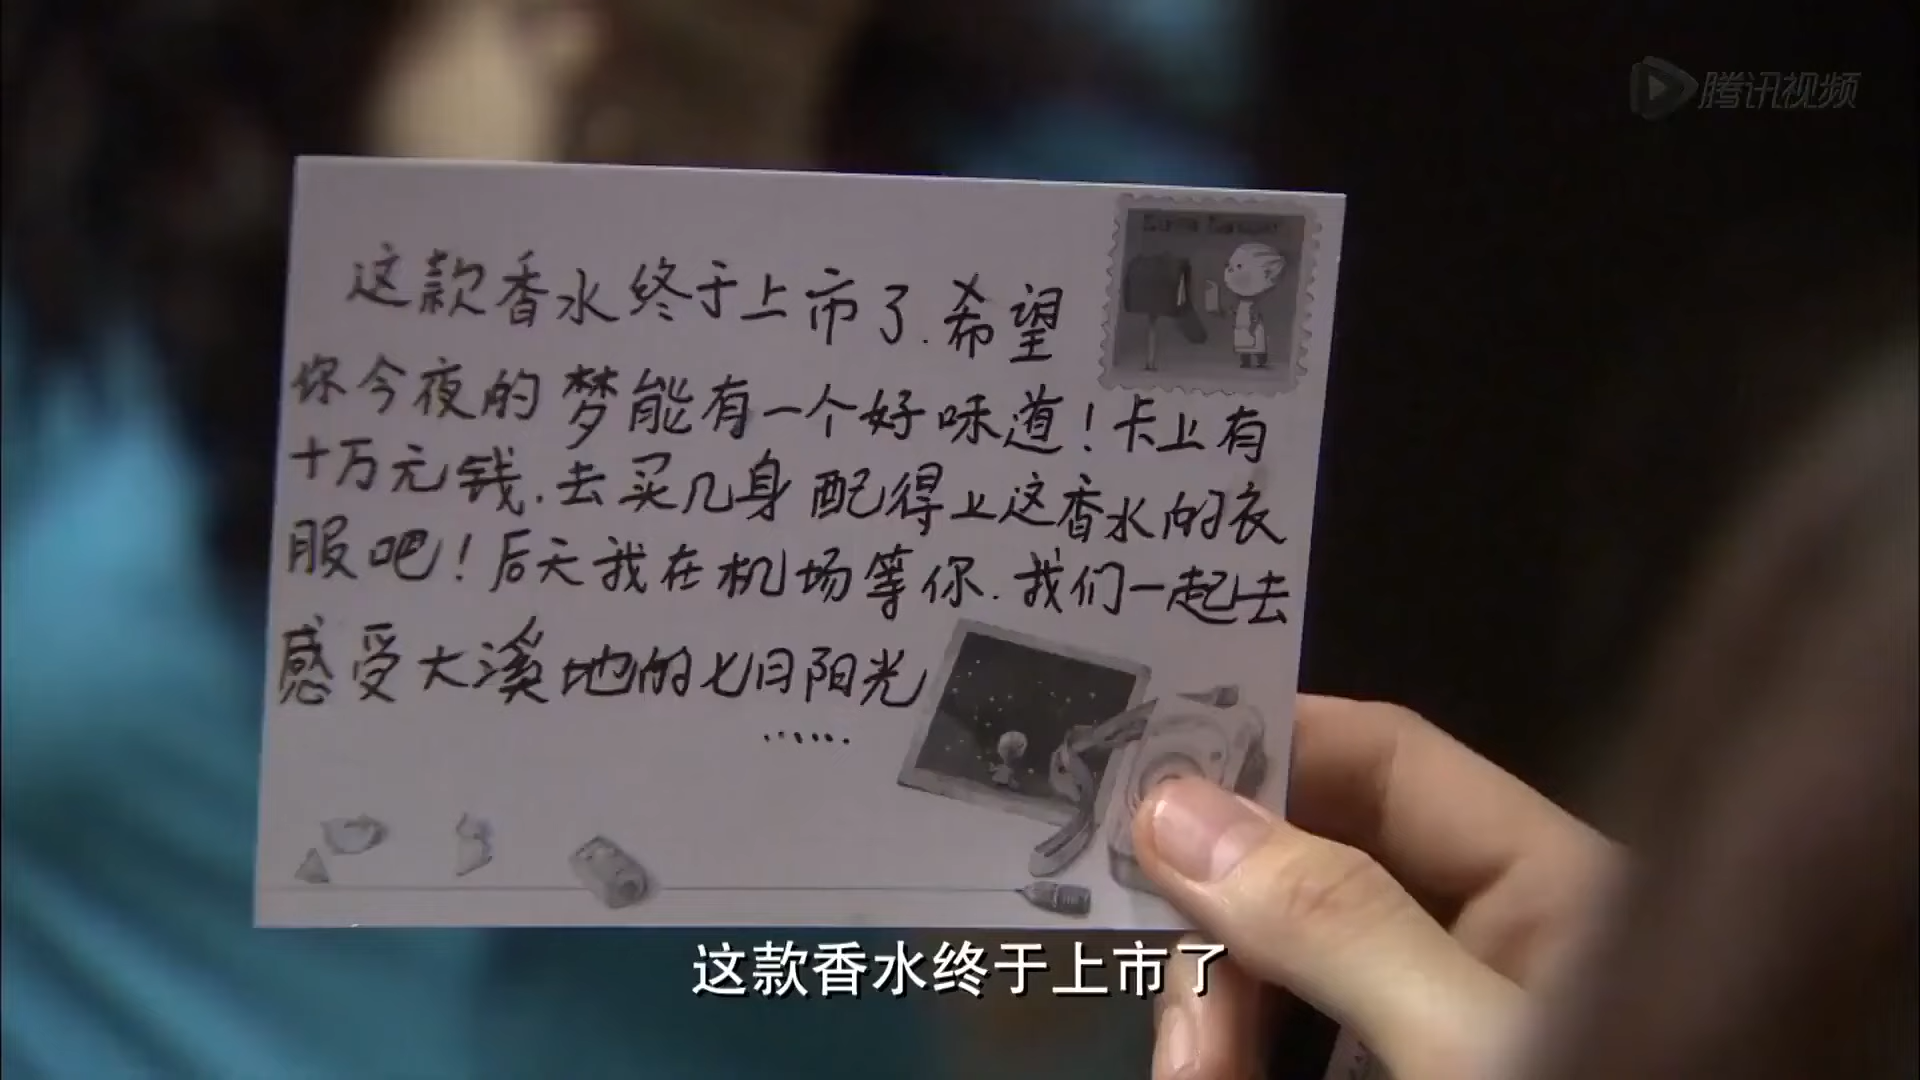 腾讯视频
这款香水终于上市了.希望
你今夜的梦能有一个好味道!卡上有
十万元钱.去买几身配得上这香水的衣
服吧!后天我在机场等你.我们一起去
感受大溪地的七月阳光
......
这款香水终于上市了